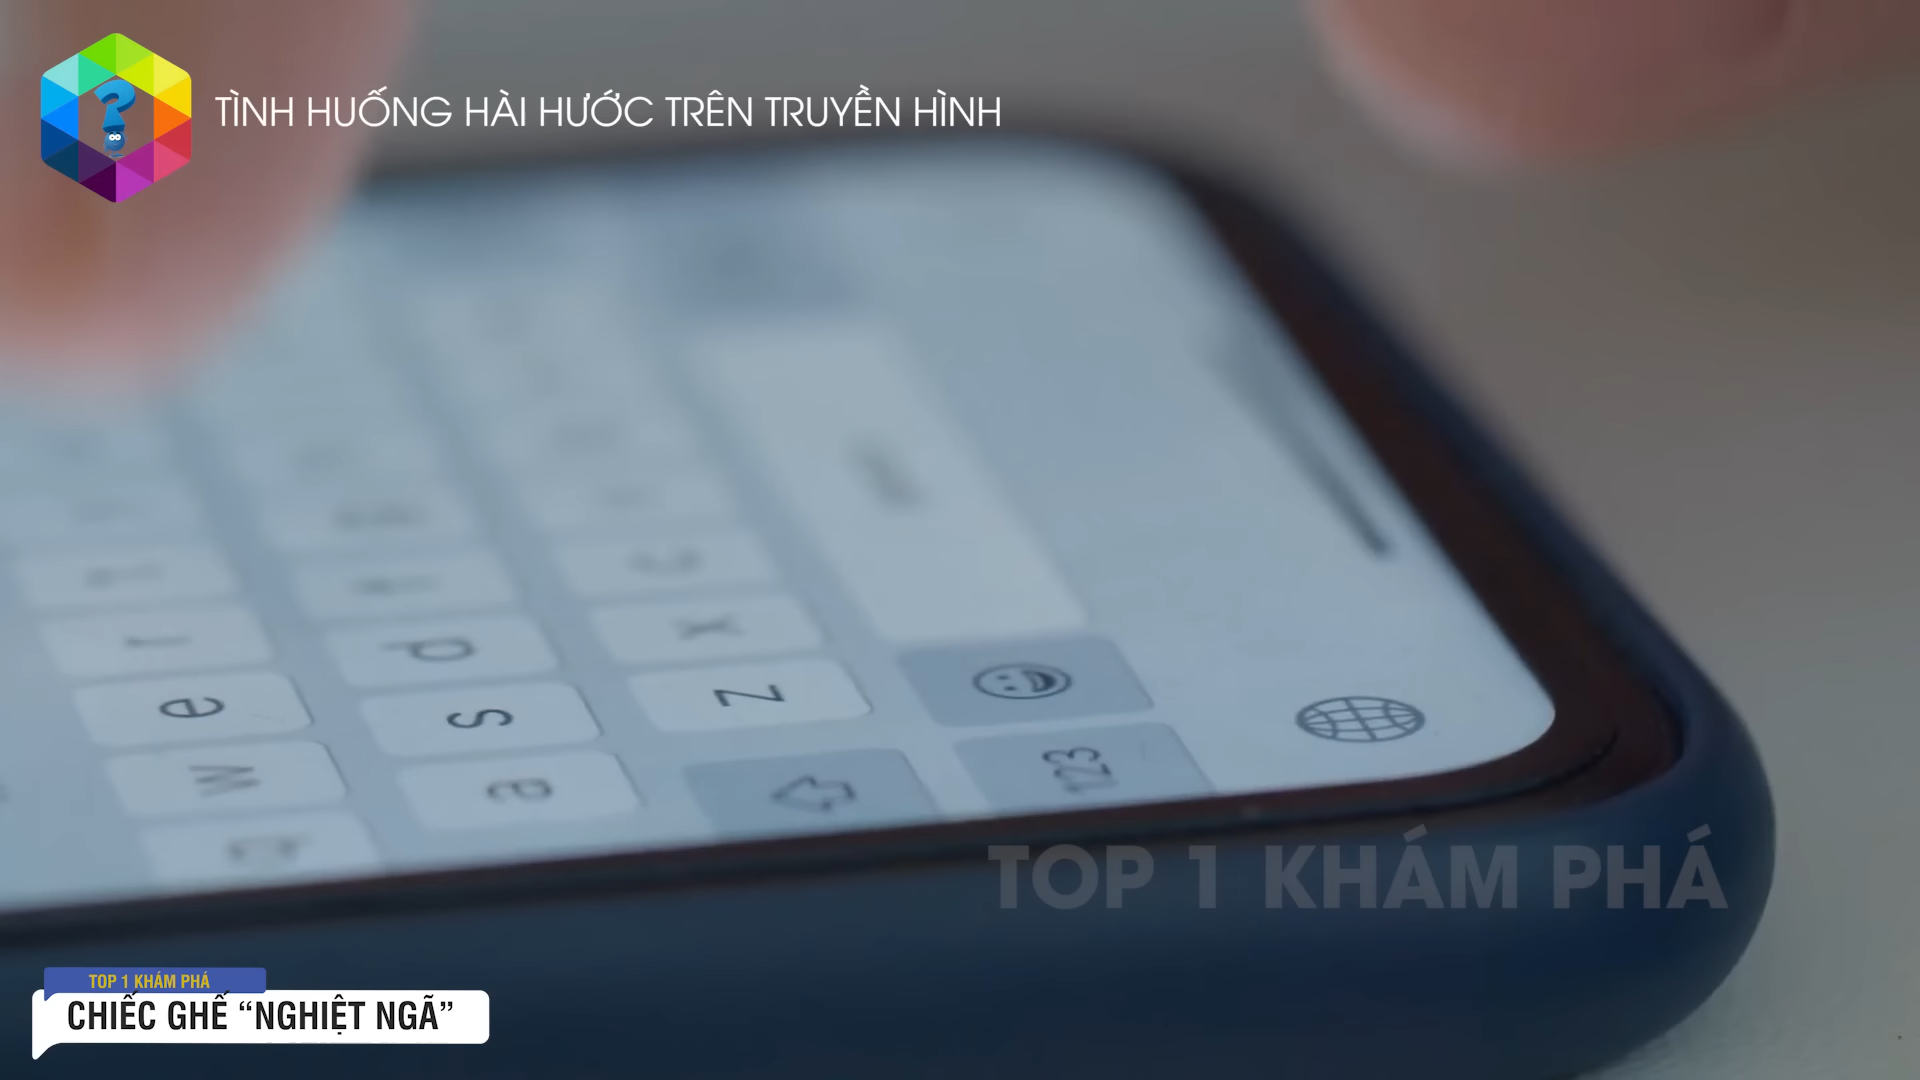 TÌNH HUỐNG HÀI HƯỚC TRÊN TRUYỀN HÌNH
e
s
z
w
a
d
x
123
TOP 1 KHÁM PHÁ
TOP 1 KHÁM PHÁ
CHIẾC GHẾ “NGHIỆT NGÃ”